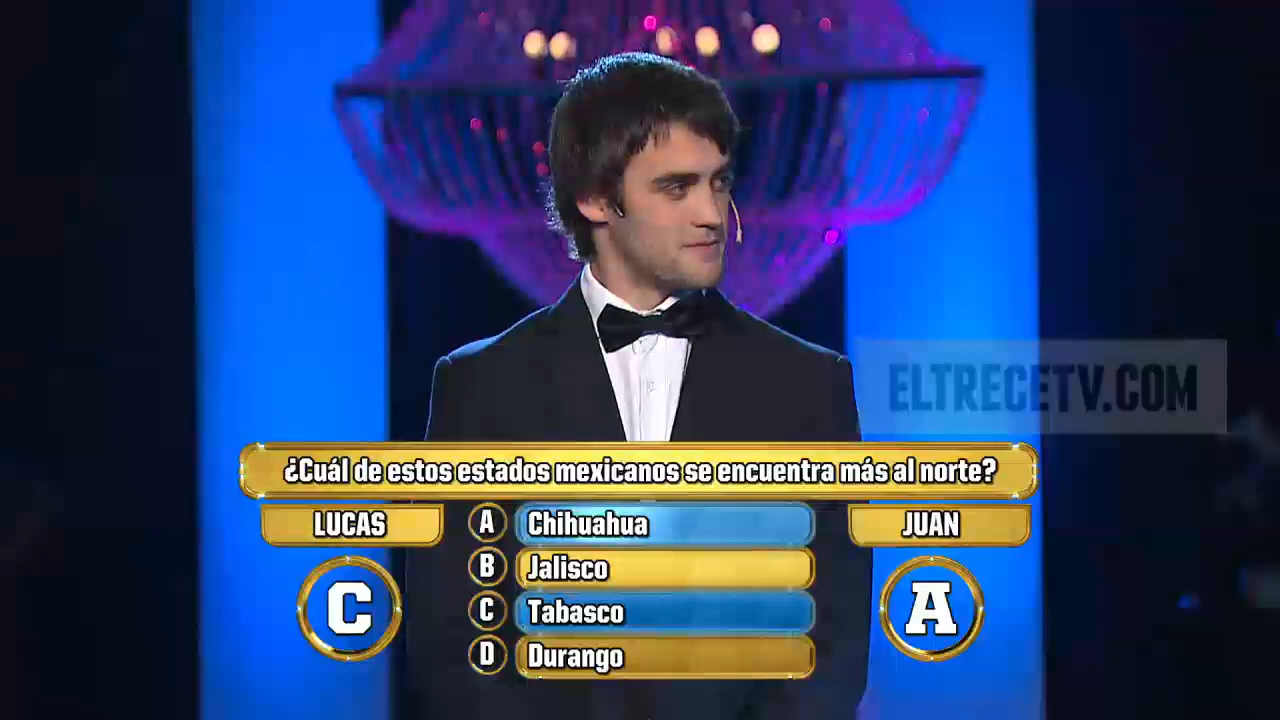 ELTRECETV.COM
¿Cuál de estos estados mexicanos se encuentra más al norte?
LUCAS
C
A Chihuahua
B Jalisco
C Tabasco
D Durango
JUAN
A